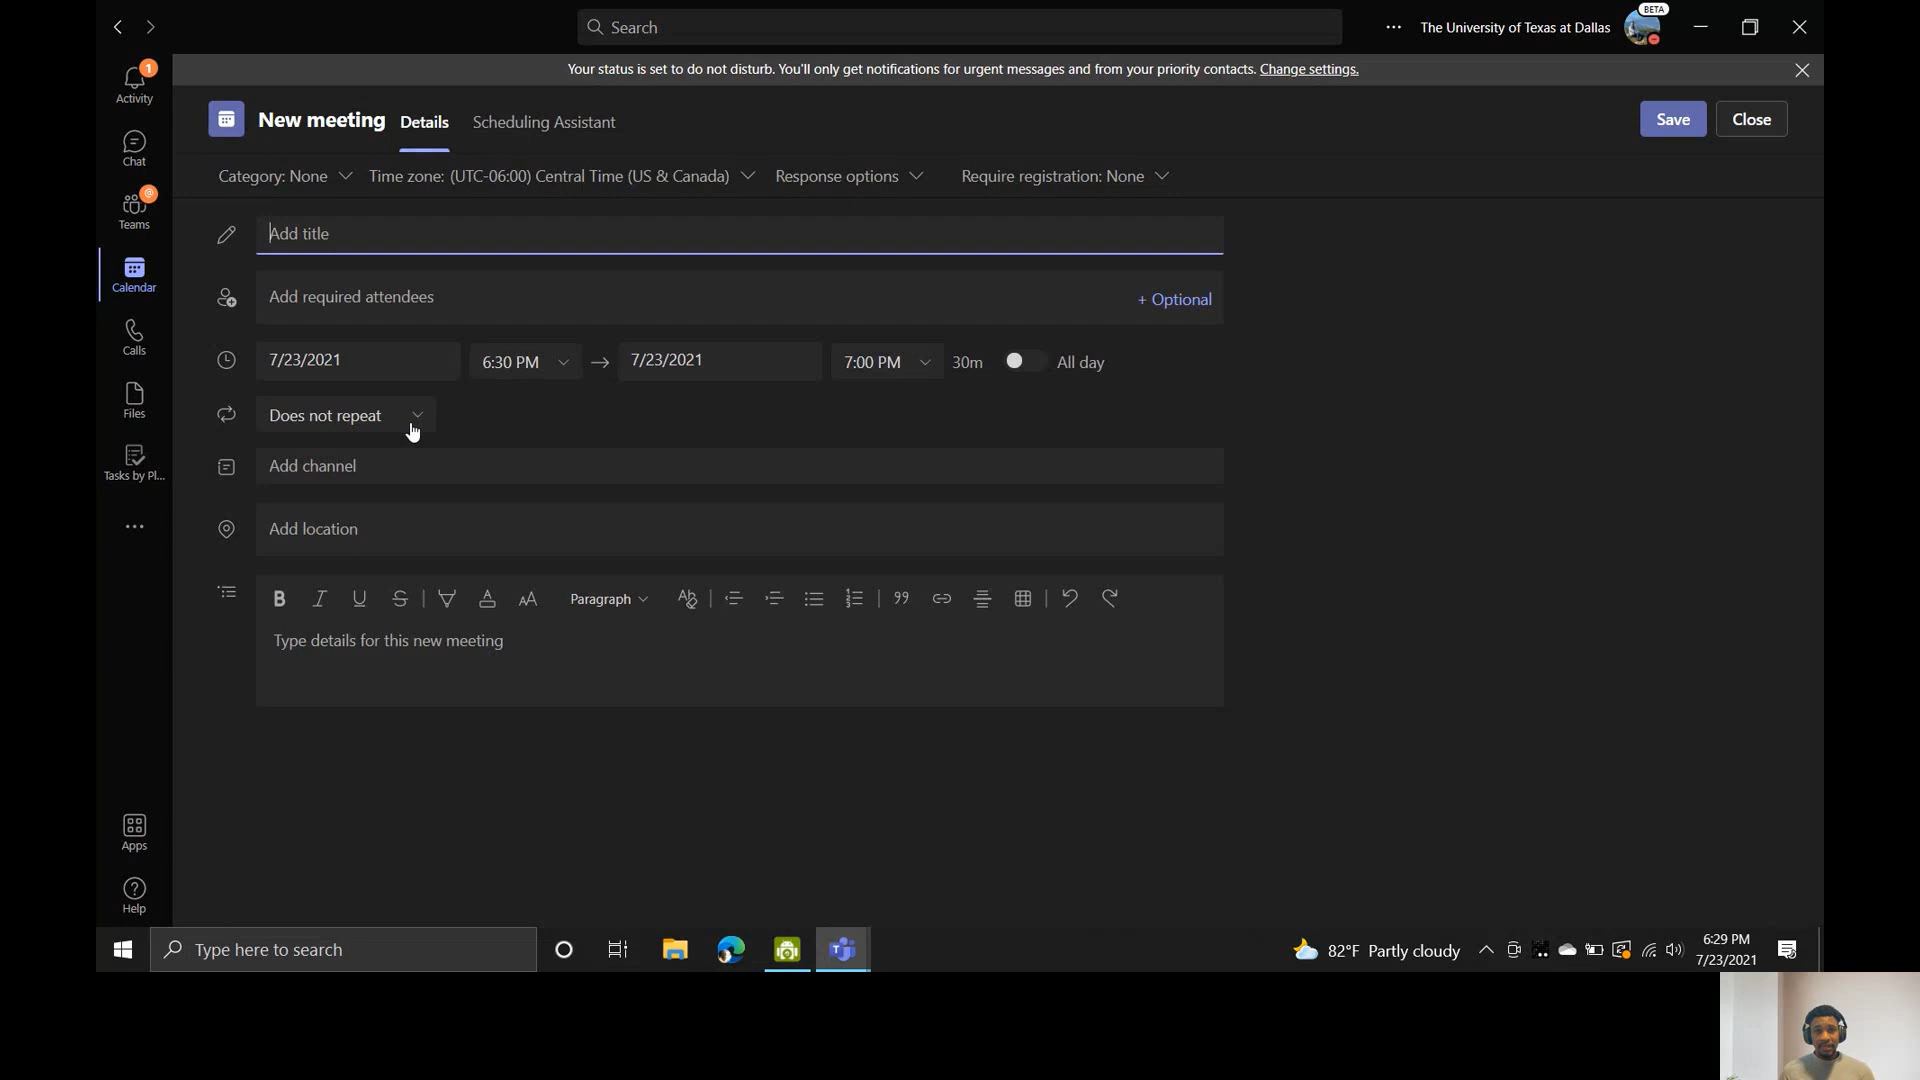 Search
The University of Texas at Dallas
BETA
Your status is set to do not disturb. You'll only get notifications for urgent messages and from your priority contacts. Change settings.
1
Activity
Chat
@
Teams
Calendar
Calls
Files
Tasks by Pl...
Apps
Help
New meeting
Details
Scheduling Assistant
Save
Close
Category: None
Time zone: (UTC-06:00) Central Time (US & Canada)
Response options
Require registration: None
Add title
Add required attendees
+ Optional
7/23/2021
6:30 PM
7/23/2021
7:00 PM
30m
All day
Does not repeat
Add channel
Add location
Paragraph
Type details for this new meeting
Type here to search
82°F Partly cloudy
6:29 PM
7/23/2021